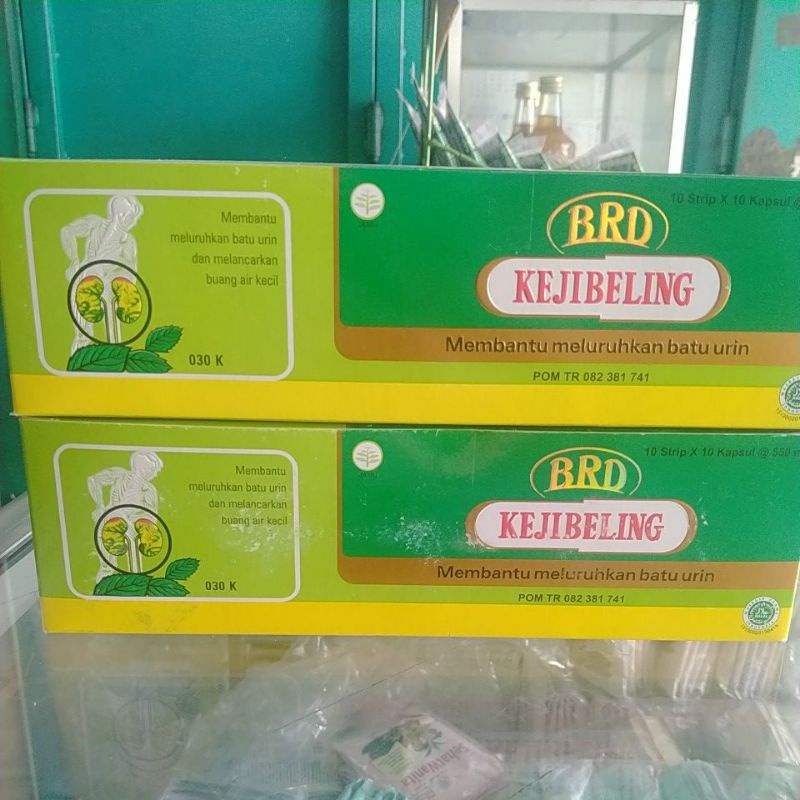 Membantu
meluruhkan batu urin
dan melancarkan
buang air kecil
030 K
JAMU
10 Strip X 10 Kapsul @
BRD
KEJIBELING
Membantu meluruhkan batu urin
POM TR 082 381 741
Membantu
meluruhkan batu urin
dan melancarkan
buang air kecil
030 K
JAMU
10 Strip X 10 Kapsul @ 550 m
BRD
KEJIBELING
Membantu meluruhkan batu urin
POM TR 082 381 741
SehatWanita